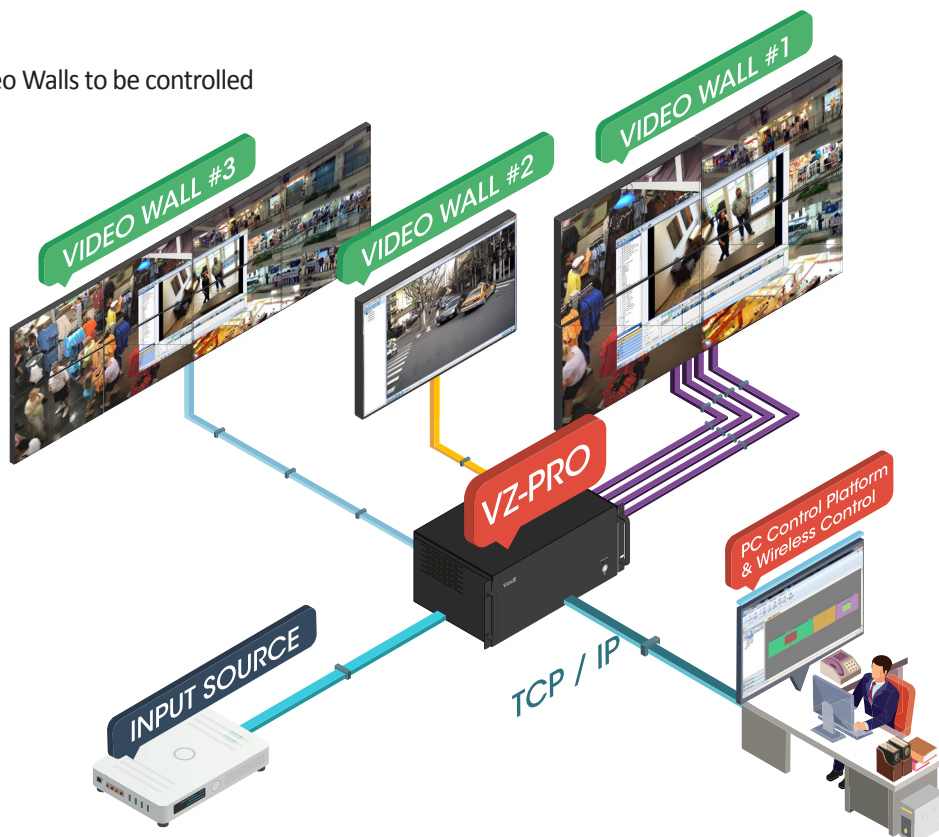 eo Walls to be controlled
VIDEO WALL #1
VIDEO WALL #2
VIDEO WALL #3
VZ-PRO
PC Control Platform
& Wireless Control
INPUT SOURCE
TCP / IP